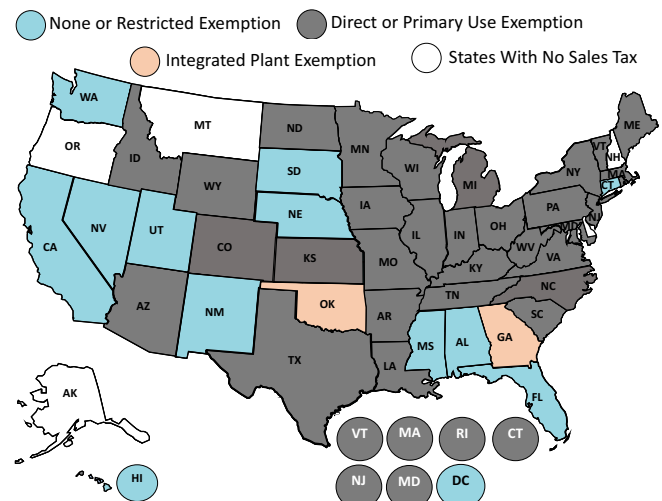 None or Restricted Exemption Direct or Primary Use Exemption
Integrated Plant Exemption States With No Sales Tax
WA
MT
ND
ME
OR
MN
VT
ID
NH
WI
SD
NY
MA
WY
MI
CT
IA
PA
NE
NJ
NV
OH
UT
IL
IN
MD
CA
CO
WV
VA
KS
MO
KY
NC
TN
OK
AZ
NM
AR
SC
MS
AL
GA
TX
LA
AK
FL
VT MA RI CT
HI
NJ MD DC